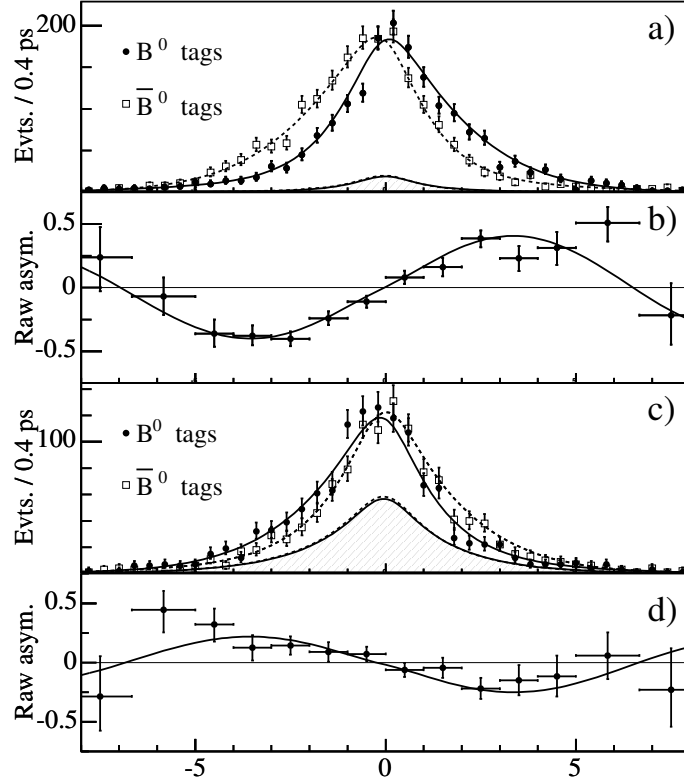 200
a)
B⁰ tags
B̅⁰ tags
Evts. / 0.4 ps
b)
0.5
0
-0.5
Raw asym.
c)
B⁰ tags
100
B̅⁰ tags
Evts. / 0.4 ps
d)
0.5
0
-0.5
Raw asym.
-5 0 5